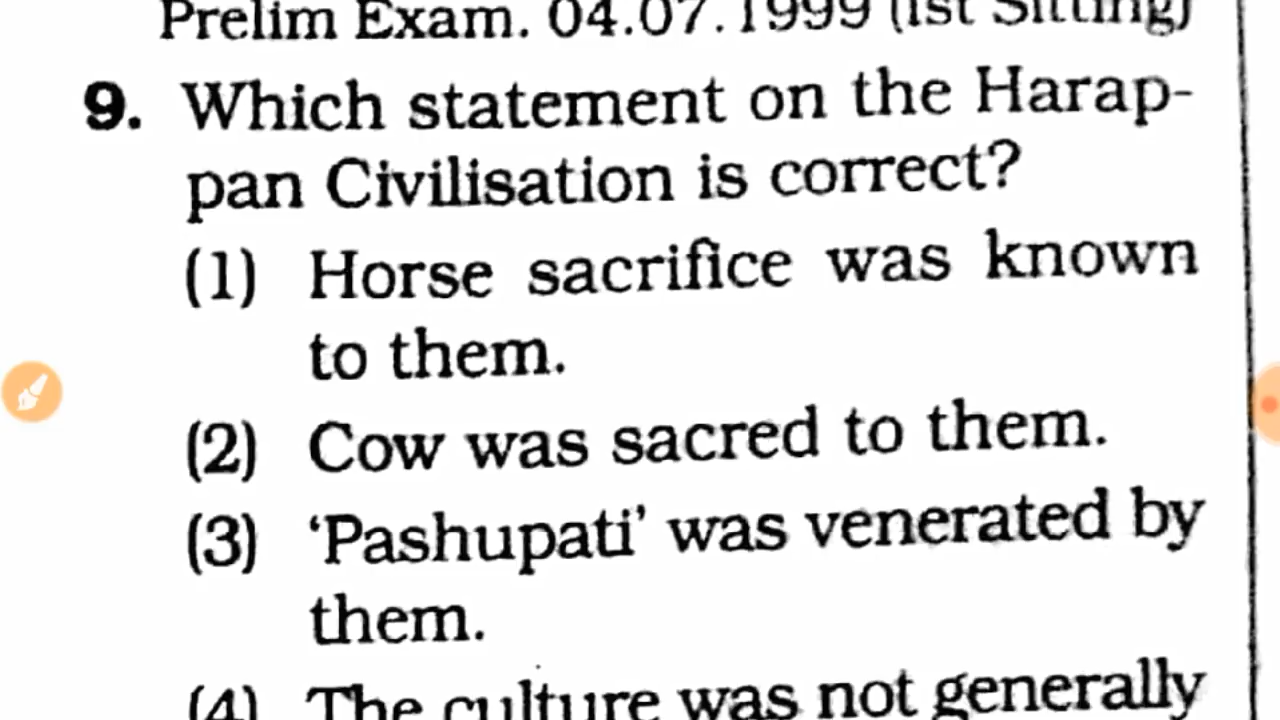 Prelim Exam. 04.07.1999 (Ist Sitting)
9. Which statement on the Harap-
pan Civilisation is correct?
(1) Horse sacrifice was known
to them.
(2) Cow was sacred to them.
(3) ‘Pashupati’ was venerated by
them.
(4) The culture was not generally